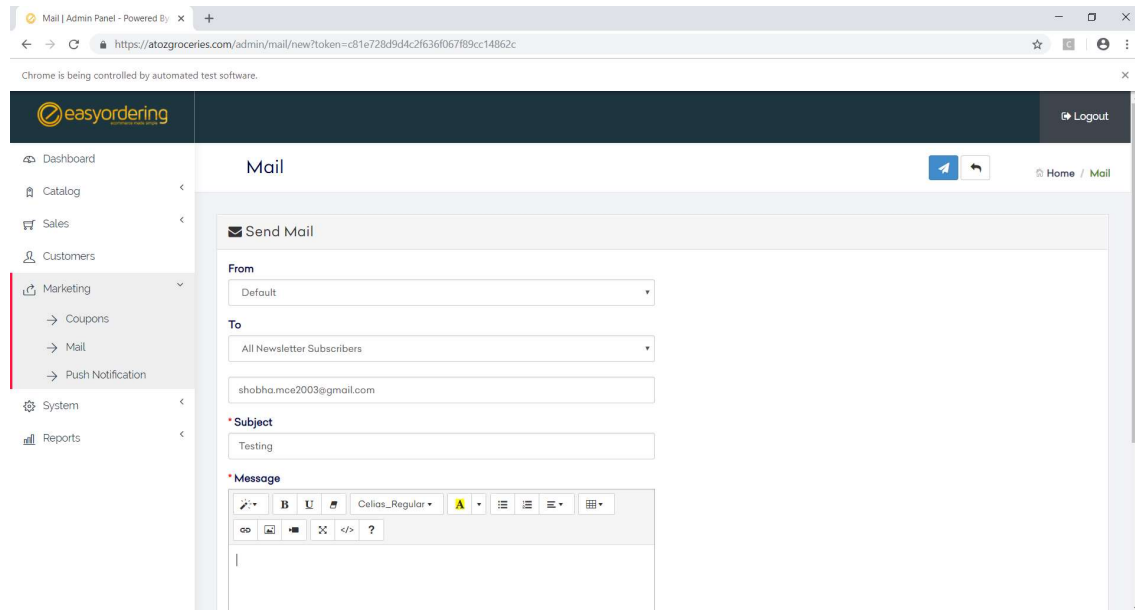 Mail | Admin Panel - Powered By
https://atozgroceries.com/admin/mail/new?token=c81e728d9d4c2f636f067f89cc14862c
Chrome is being controlled by automated test software.
easyordering
Logout
Dashboard
Catalog
Sales
Customers
Marketing
Coupons
Mail
Push Notification
System
Reports
Mail
Home / Mail
Send Mail
From
Default
To
All Newsletter Subscribers
shobha.mce2003@gmail.com
* Subject
Testing
* Message
B U Celias_Regular A
</> ?